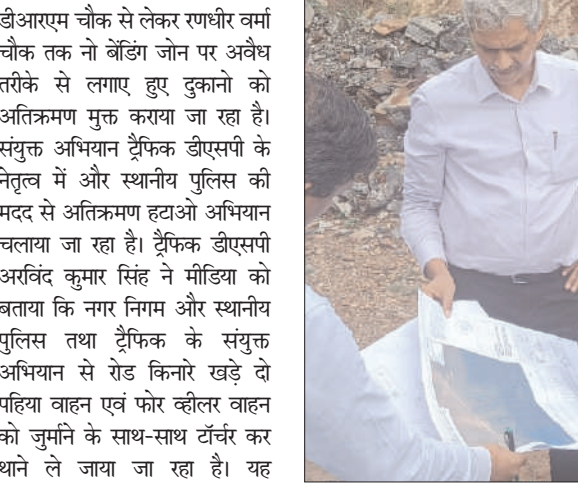 डीआरएम चौक से लेकर रणधीर वर्मा
चौक तक नो बेंडिंग जोन पर अवैध
तरीके से लगाए हुए दुकानो को
अतिक्रमण मुक्त कराया जा रहा है।
संयुक्त अभियान ट्रैफिक डीएसपी के
नेतृत्व में और स्थानीय पुलिस की
मदद से अतिक्रमण हटाओ अभियान
चलाया जा रहा है। ट्रैफिक डीएसपी
अरविंद कुमार सिंह ने मीडिया को
बताया कि नगर निगम और स्थानीय
पुलिस तथा ट्रैफिक के संयुक्त
अभियान से रोड किनारे खड़े दो
पहिया वाहन एवं फोर व्हीलर वाहन
को जुर्माने के साथ-साथ टॉर्चर कर
थाने ले जाया जा रहा है। यह